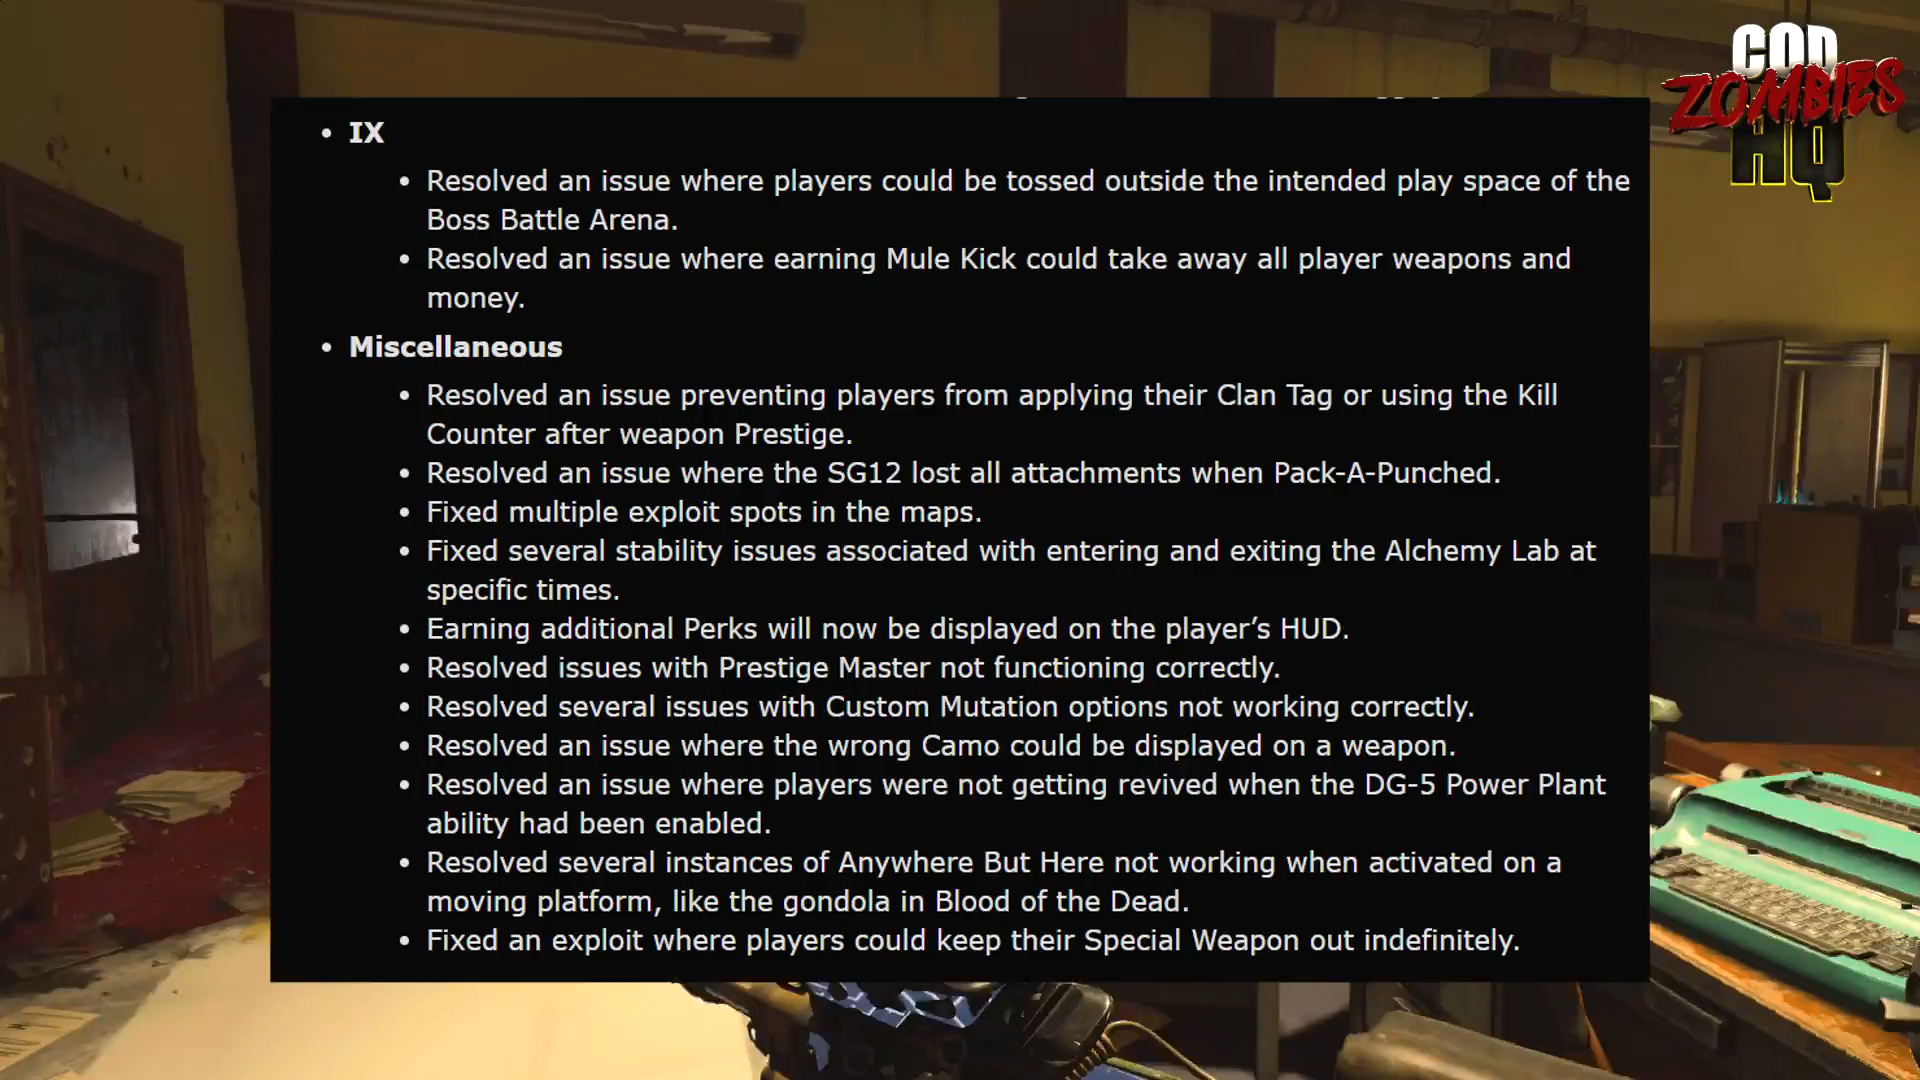 COD
ZOMBIES
HQ
• IX
• Resolved an issue where players could be tossed outside the intended play space of the
Boss Battle Arena.
• Resolved an issue where earning Mule Kick could take away all player weapons and
money.
• Miscellaneous
• Resolved an issue preventing players from applying their Clan Tag or using the Kill
Counter after weapon Prestige.
• Resolved an issue where the SG12 lost all attachments when Pack-A-Punched.
• Fixed multiple exploit spots in the maps.
• Fixed several stability issues associated with entering and exiting the Alchemy Lab at
specific times.
• Earning additional Perks will now be displayed on the player’s HUD.
• Resolved issues with Prestige Master not functioning correctly.
• Resolved several issues with Custom Mutation options not working correctly.
• Resolved an issue where the wrong Camo could be displayed on a weapon.
• Resolved an issue where players were not getting revived when the DG-5 Power Plant
ability had been enabled.
• Resolved several instances of Anywhere But Here not working when activated on a
moving platform, like the gondola in Blood of the Dead.
• Fixed an exploit where players could keep their Special Weapon out indefinitely.